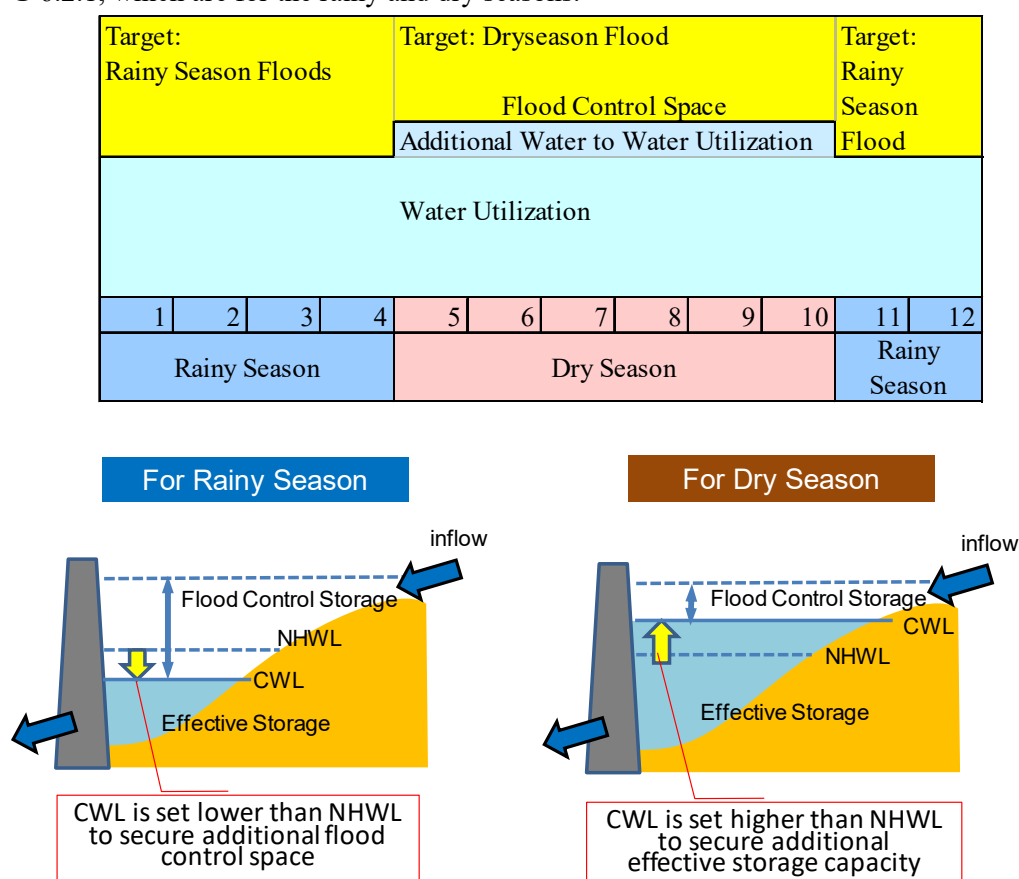 Target:
Rainy Season Floods
Target: Dryseason Flood
Flood Control Space
Target:
Rainy
Season
Flood
Additional Water to Water Utilization
Water Utilization
1 2 3 4 5 6 7 8 9 10 11 12
Rainy Season
Dry Season
Rainy
Season
For Rainy Season
inflow
Flood Control Storage
NHWL
CWL
Effective Storage
CWL is set lower than NHWL
to secure additional flood
control space
For Dry Season
inflow
Flood Control Storage
CWL
NHWL
Effective Storage
CWL is set higher than NHWL
to secure additional
effective storage capacity